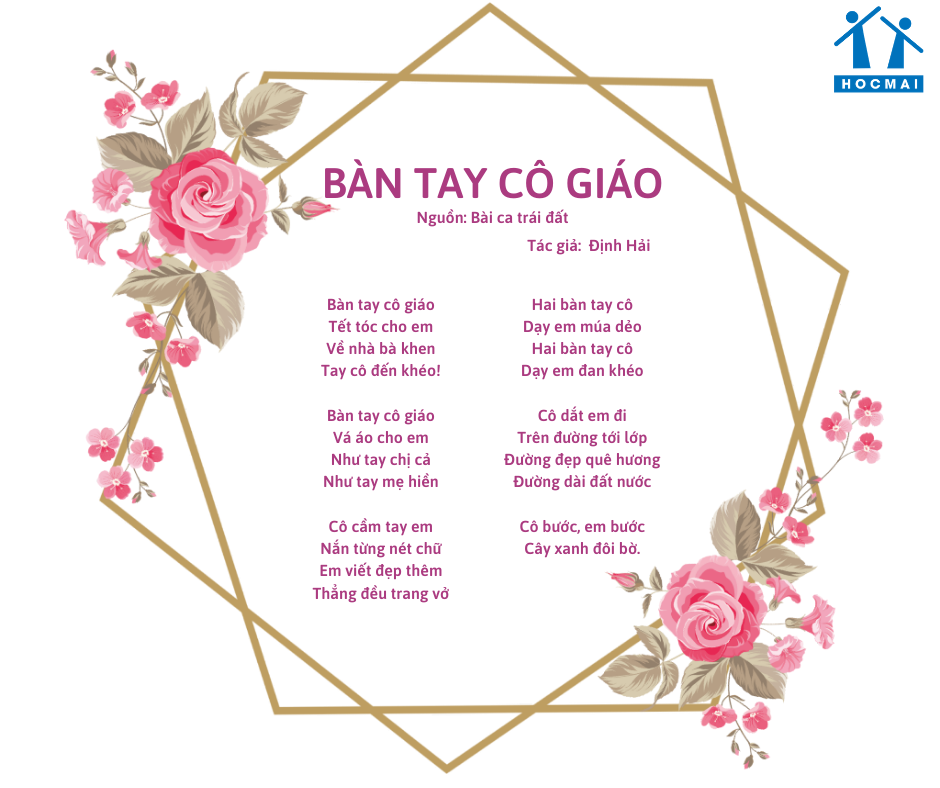 HOCMAI
BÀN TAY CÔ GIÁO
Nguồn: Bài ca trái đất
Tác giả: Định Hải
Bàn tay cô giáo
Tết tóc cho em
Về nhà bà khen
Tay cô đến khéo!
Bàn tay cô giáo
Vá áo cho em
Như tay chị cả
Như tay mẹ hiền
Cô cầm tay em
Nắn từng nét chữ
Em viết đẹp thêm
Thẳng đều trang vở
Hai bàn tay cô
Dạy em múa dẻo
Hai bàn tay cô
Dạy em đan khéo
Cô dắt em đi
Trên đường tới lớp
Đường đẹp quê hương
Đường dài đất nước
Cô bước, em bước
Cây xanh đôi bờ.